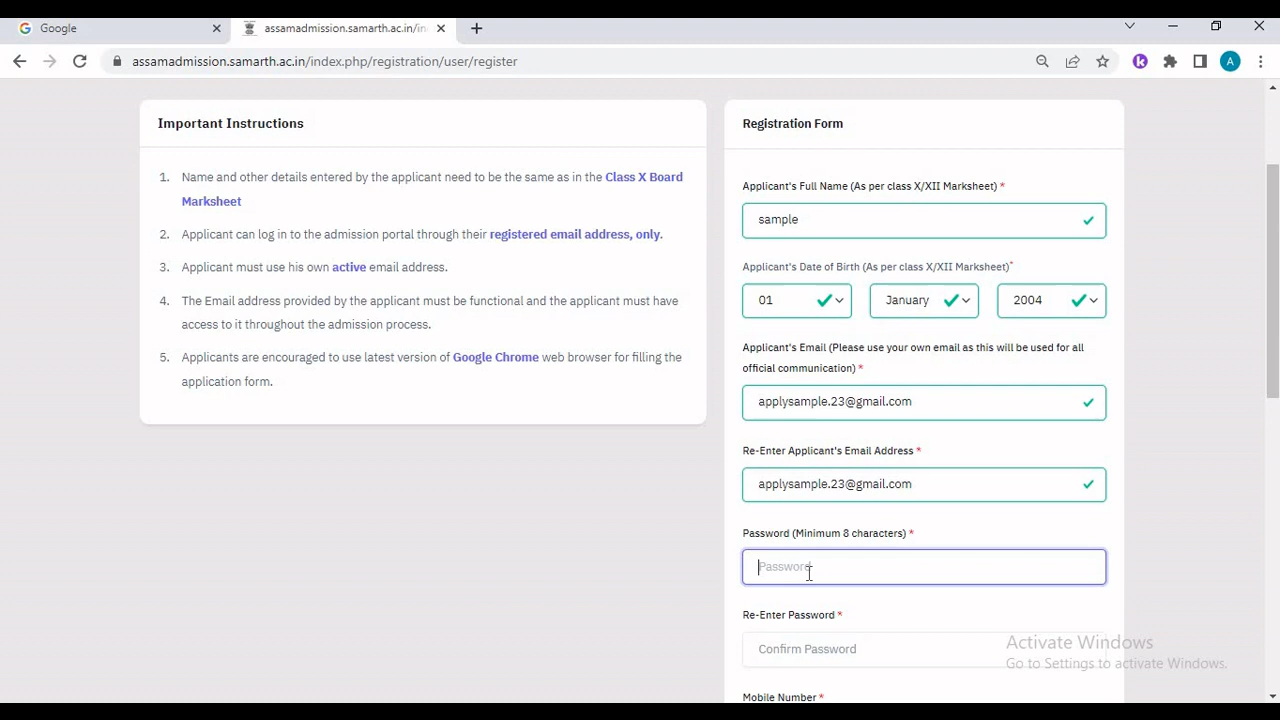 Google
assamadmission.samarth.ac.in/in
assamadmission.samarth.ac.in/index.php/registration/user/register
A
Important Instructions
1. Name and other details entered by the applicant need to be the same as in the Class X Board
Marksheet
2. Applicant can log in to the admission portal through their registered email address, only.
3. Applicant must use his own active email address.
4. The Email address provided by the applicant must be functional and the applicant must have
access to it throughout the admission process.
5. Applicants are encouraged to use latest version of Google Chrome web browser for filling the
application form.
Registration Form
Applicant's Full Name (As per class X/XII Marksheet) *
sample
Applicant's Date of Birth (As per class X/XII Marksheet)*
01 January 2004
Applicant's Email (Please use your own email as this will be used for all
official communication) *
applysample.23@gmail.com
Re-Enter Applicant's Email Address *
applysample.23@gmail.com
Password (Minimum 8 characters) *
Password
Re-Enter Password *
Confirm Password
Mobile Number *
Activate Windows
Go to Settings to activate Windows.